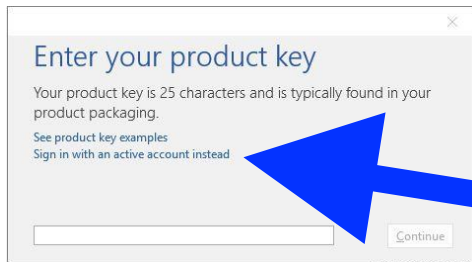 Enter your product key
Your product key is 25 characters and is typically found in your
product packaging.
See product key examples
Sign in with an active account instead
Continue